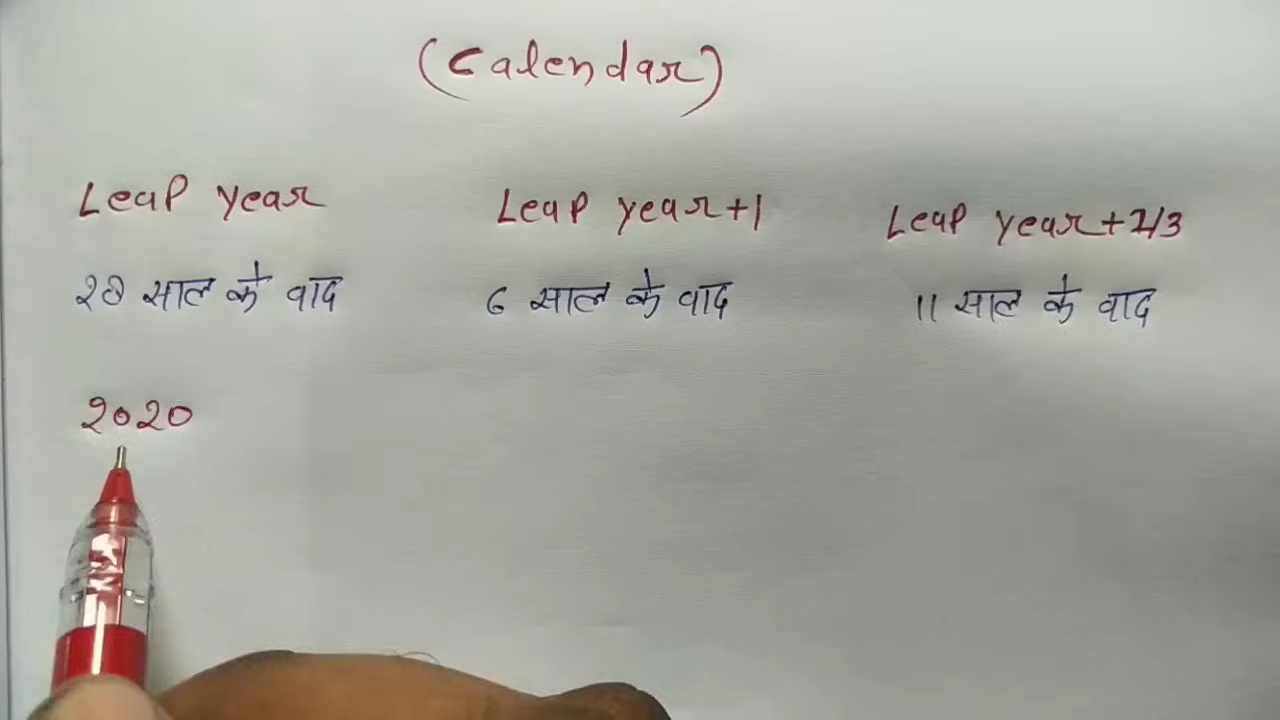 (Calendar)
Leap year
28 साल के वाद
Leap year+1
6 साल के वाद
Leap year+2/3
11 साल के वाद
2020